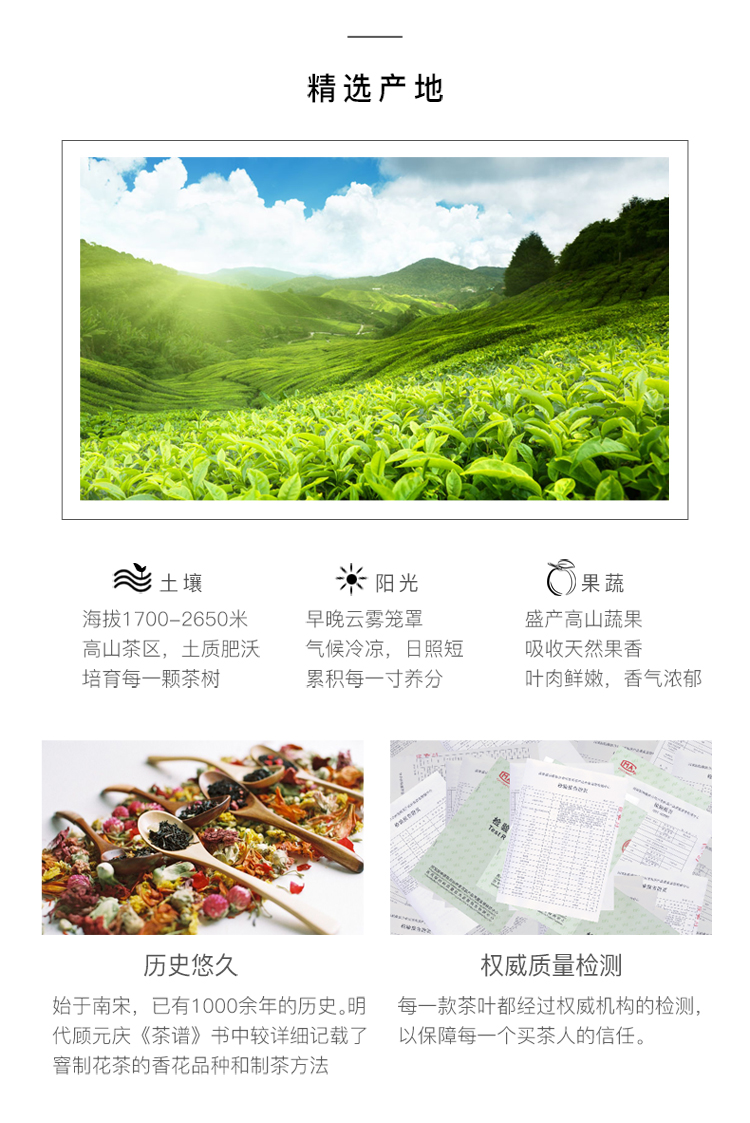 精选产地
土壤
海拔1700-2650米
高山茶区，土质肥沃
培育每一颗茶树
阳光
早晚云雾笼罩
气候冷凉，日照短
累积每一寸养分
果蔬
盛产高山蔬果
吸收天然果香
叶肉鲜嫩，香气浓郁
历史悠久
始于南宋，已有1000余年的历史。明
代顾元庆《茶谱》书中较详细记载了
窨制花茶的香花品种和制茶方法
权威质量检测
每一款茶叶都经过权威机构的检测，
以保障每一个买茶人的信任。